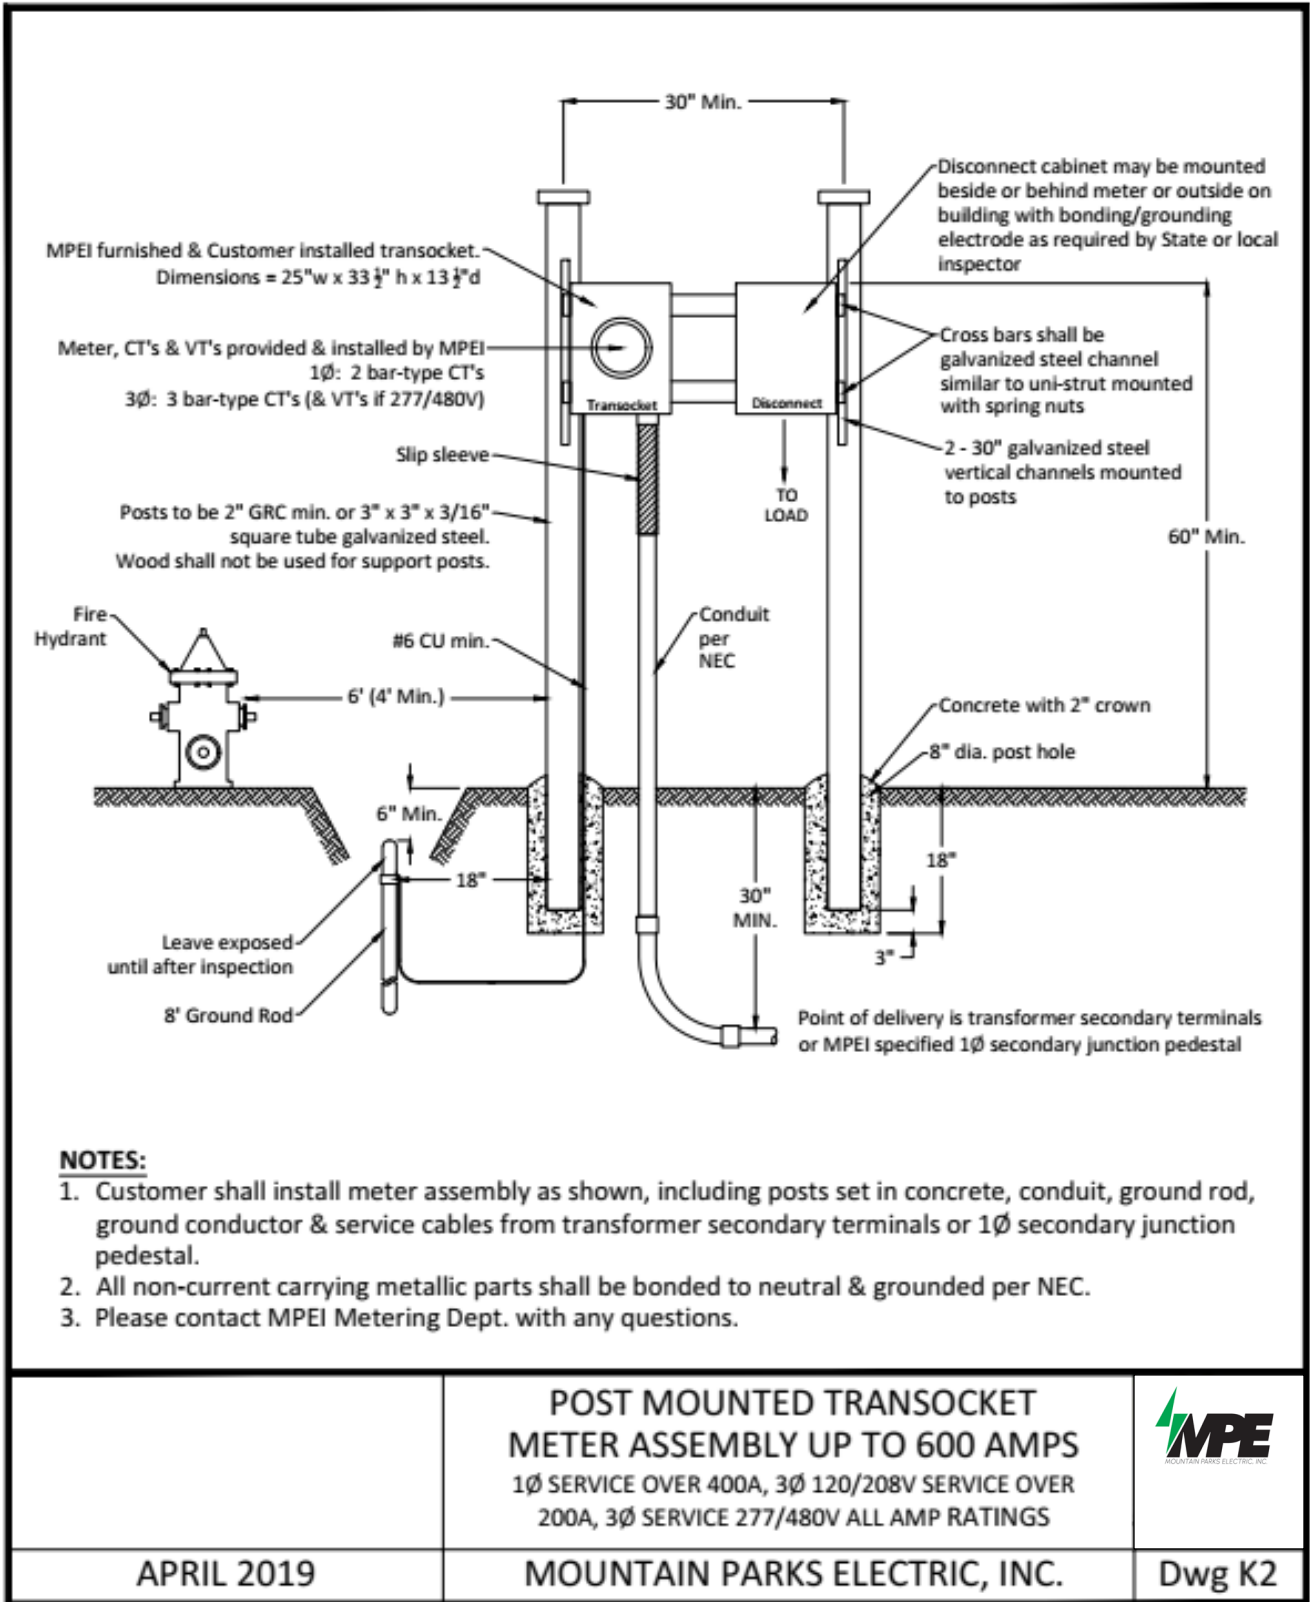 30" Min.
Disconnect cabinet may be mounted
beside or behind meter or outside on
building with bonding/grounding
electrode as required by State or local
inspector
MPEI furnished & Customer installed transocket.
Dimensions = 25"w x 33 1/2" h x 13 1/2"d
Meter, CT's & VT's provided & installed by MPEI
1Ø: 2 bar-type CT's
3Ø: 3 bar-type CT's (& VT's if 277/480V)
Transocket
Disconnect
Cross bars shall be
galvanized steel channel
similar to uni-strut mounted
with spring nuts
Slip sleeve
2 - 30" galvanized steel
vertical channels mounted
to posts
TO
LOAD
Posts to be 2" GRC min. or 3" x 3" x 3/16"
square tube galvanized steel.
Wood shall not be used for support posts.
60" Min.
Fire
Hydrant
#6 CU min.
Conduit
per
NEC
6' (4' Min.)
Concrete with 2" crown
8" dia. post hole
6" Min.
18"
30"
MIN.
18"
3"
Leave exposed
until after inspection
8' Ground Rod
Point of delivery is transformer secondary terminals
or MPEI specified 1Ø secondary junction pedestal
NOTES:
1. Customer shall install meter assembly as shown, including posts set in concrete, conduit, ground rod,
ground conductor & service cables from transformer secondary terminals or 1Ø secondary junction
pedestal.
2. All non-current carrying metallic parts shall be bonded to neutral & grounded per NEC.
3. Please contact MPEI Metering Dept. with any questions.
POST MOUNTED TRANSOCKET
METER ASSEMBLY UP TO 600 AMPS
1Ø SERVICE OVER 400A, 3Ø 120/208V SERVICE OVER
200A, 3Ø SERVICE 277/480V ALL AMP RATINGS
MPE
MOUNTAIN PARKS ELECTRIC, INC.
APRIL 2019
MOUNTAIN PARKS ELECTRIC, INC.
Dwg K2